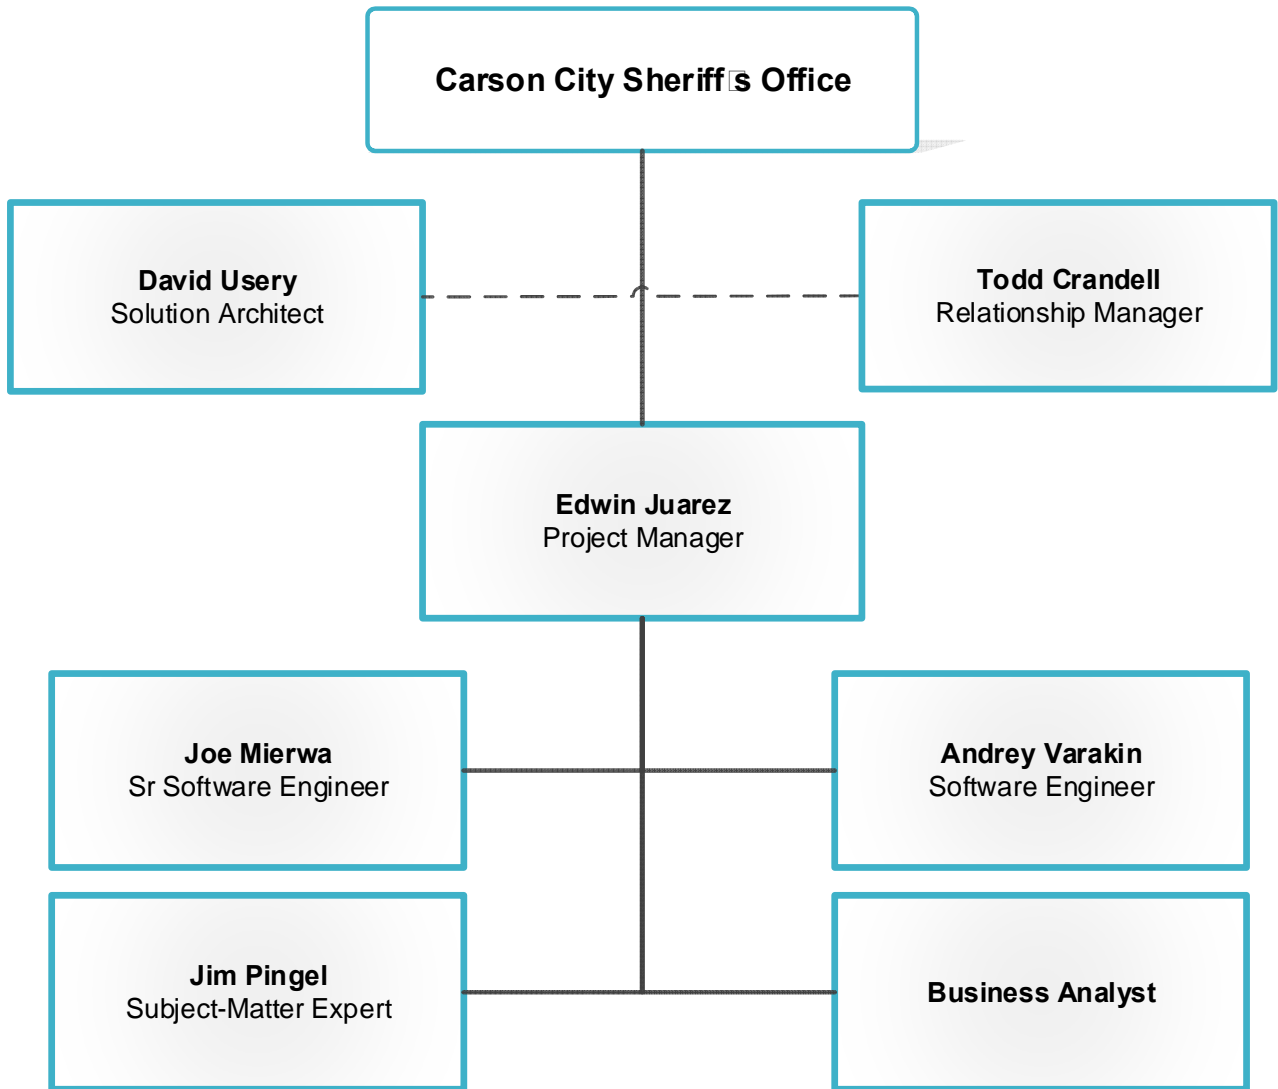 Carson City Sheriff□s Office
David Usery
Solution Architect
Todd Crandell
Relationship Manager
Edwin Juarez
Project Manager
Joe Mierwa
Sr Software Engineer
Andrey Varakin
Software Engineer
Jim Pingel
Subject-Matter Expert
Business Analyst